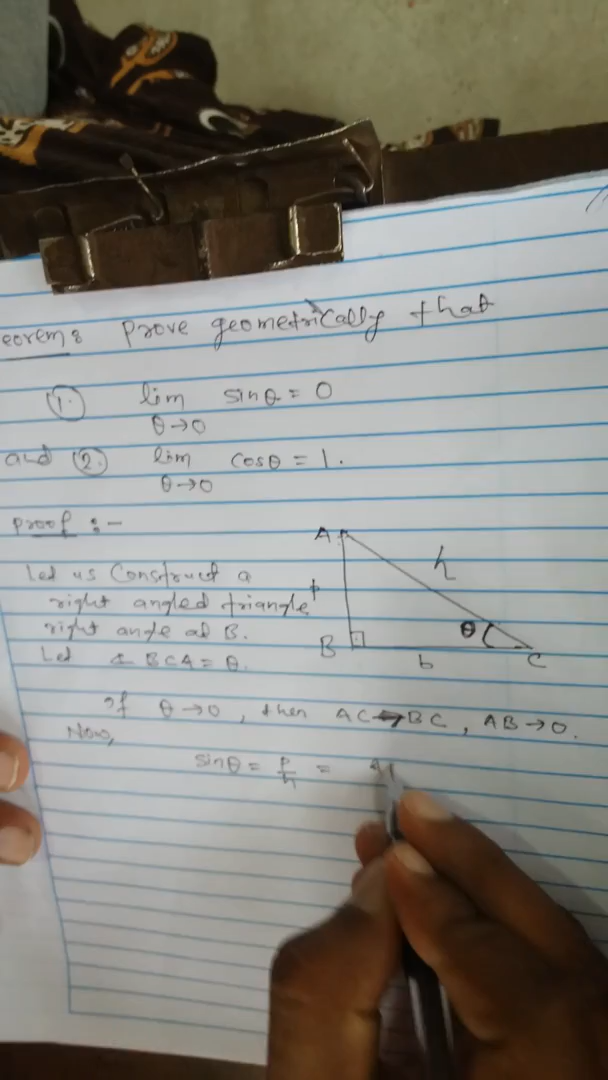 eorem: Prove geometrically that
1. lim sinθ = 0
θ→0
and 2. lim cosθ = 1.
θ→0
Proof :-
Let us Construct a
right angled triangle
right angle at B.
Let ∠ BCA = θ.
A
h
p
θ
B
b
C
If θ→0, then AC→BC, AB→0.
Now,
sinθ = p/h = A